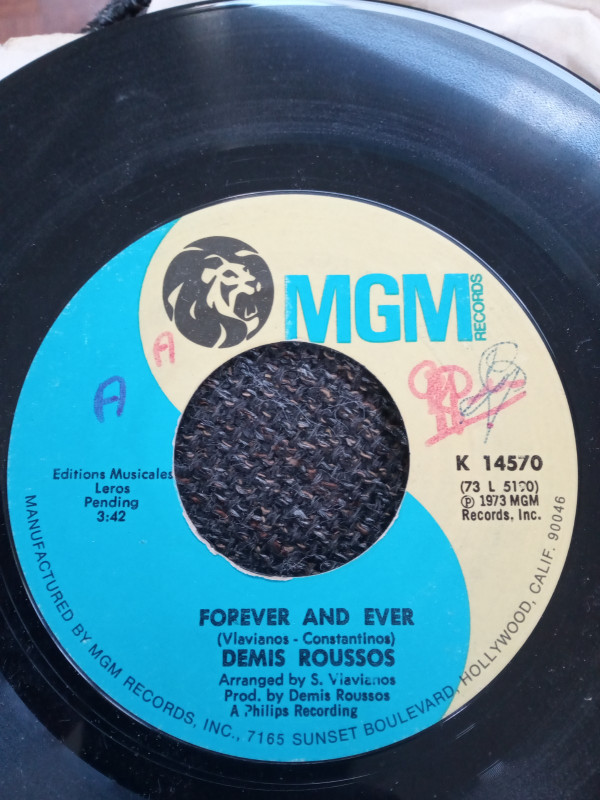 MGM
RECORDS
A
A
K 14570
(73 L 5190)
Ⓟ 1973 MGM
Records, Inc.
Editions Musicales
Leros
Pending
3:42
FOREVER AND EVER
(Vlavianos - Constantinos)
DEMIS ROUSSOS
Arranged by S. Vlavianos
Prod. by Demis Roussos
A Philips Recording
MANUFACTURED BY MGM RECORDS, INC., 7165 SUNSET BOULEVARD, HOLLYWOOD, CALIF. 90046